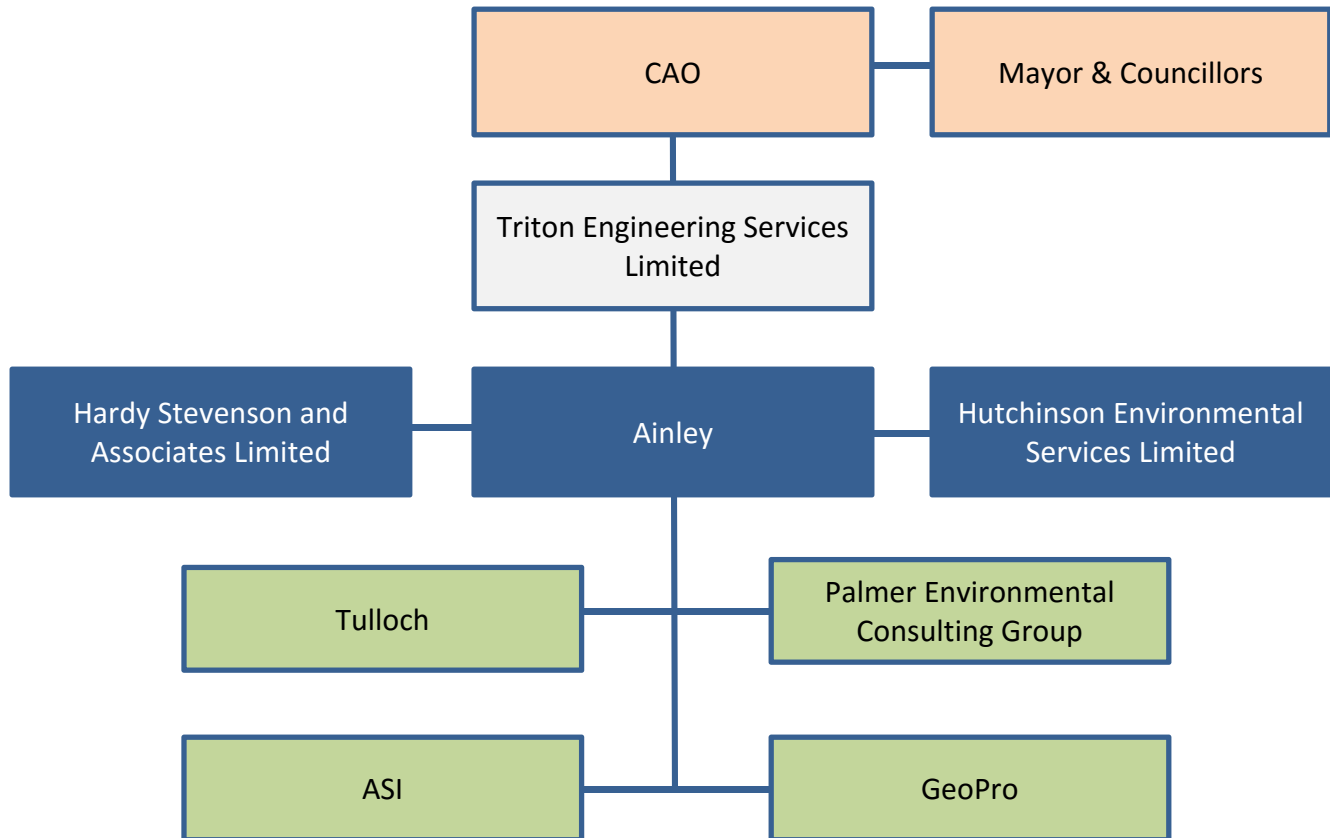 CAO
Mayor & Councillors
Triton Engineering Services
Limited
Hardy Stevenson and
Associates Limited
Ainley
Hutchinson Environmental
Services Limited
Tulloch
Palmer Environmental
Consulting Group
ASI
GeoPro